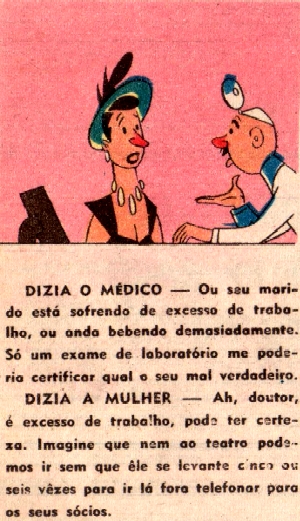 DIZIA O MÉDICO — Ou seu mari-
do está sofrendo de excesso de traba-
lho, ou anda bebendo demasiadamente.
Só um exame de laboratório me pode-
ria certificar qual o seu mal verdadeiro.
DIZIA A MULHER — Ah, doutor,
é excesso de trabalho, pode ter certe-
za. Imagine que nem ao teatro pode-
mos ir sem que êle se levante cinco ou
seis vêzes para ir lá fora telefonar para
os seus sócios.